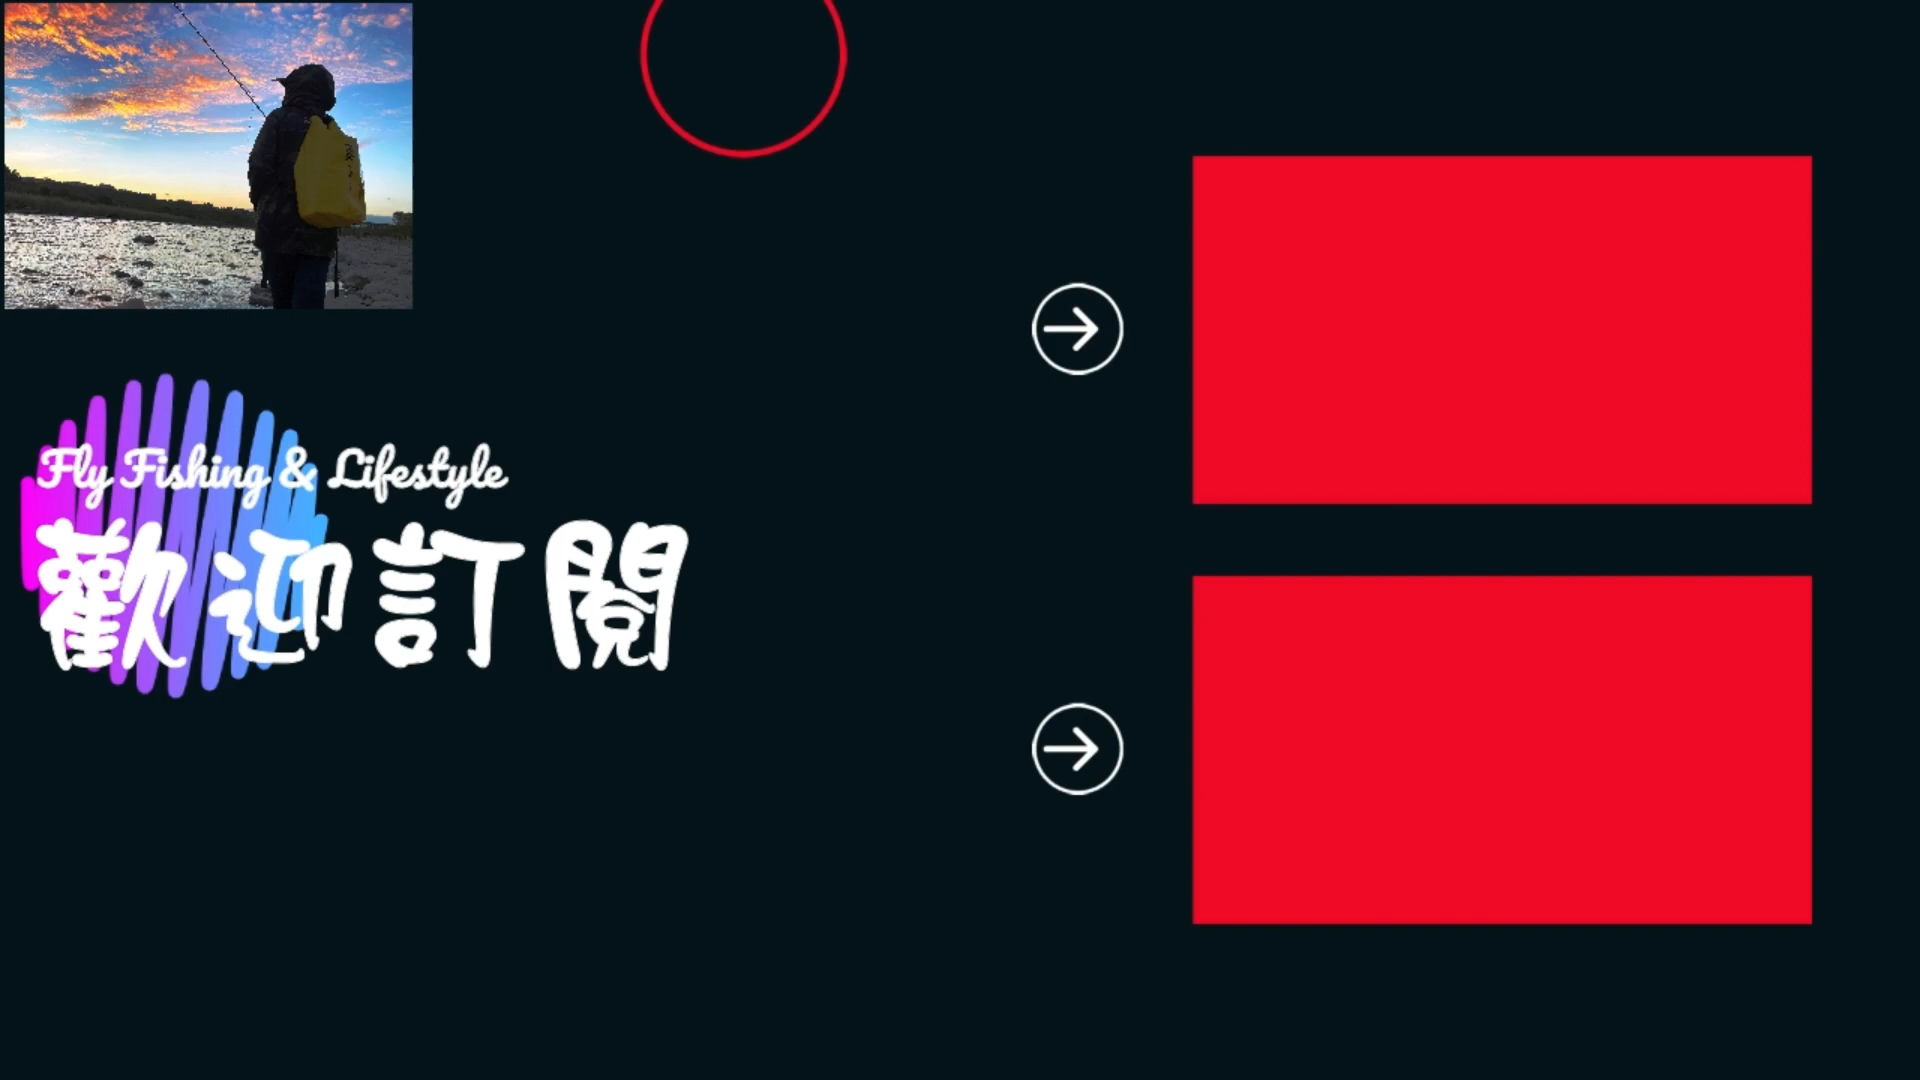 Fly Fishing & Lifestyle
歡迎訂閱